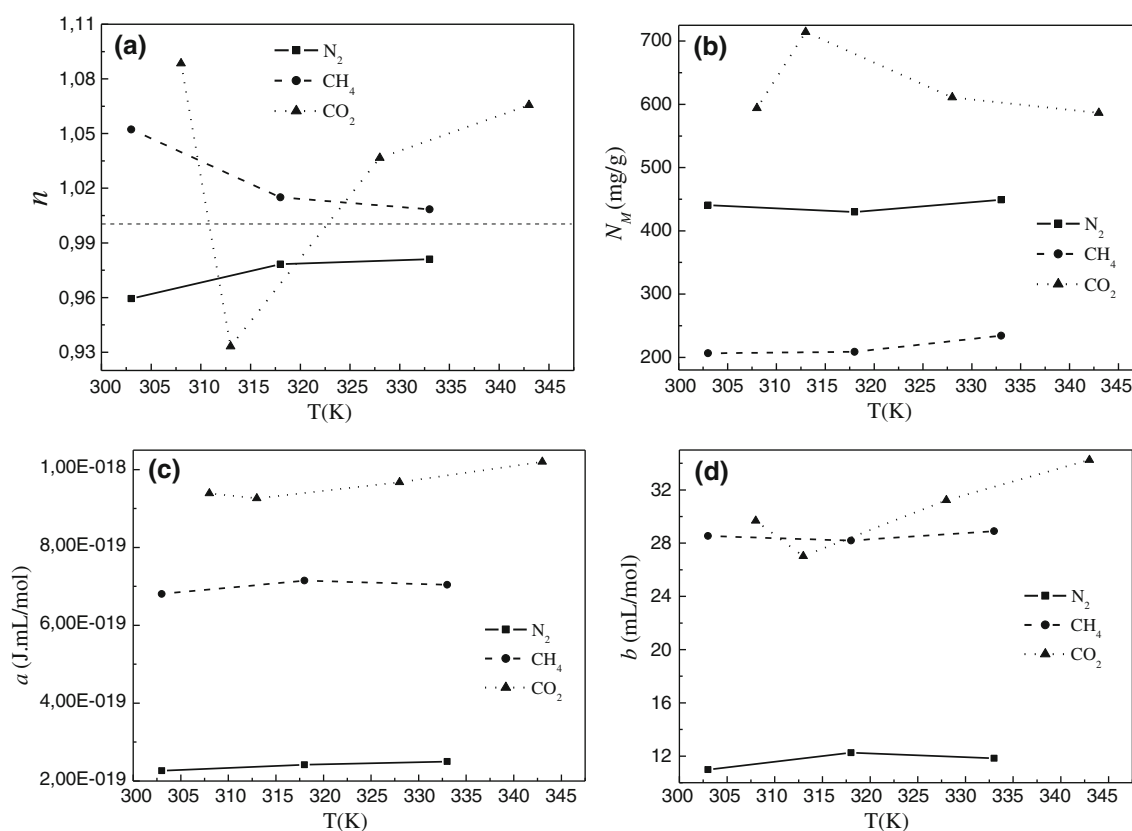 (a)
N2
CH4
CO2
1,11
1,08
1,05
1,02
0,99
0,96
0,93
n
300 305 310 315 320 325 330 335 340 345
T(K)
(b)
700
600
500
400
300
200
N_M (mg/g)
N2
CH4
CO2
300 305 310 315 320 325 330 335 340 345
T(K)
(c)
1,00E-018
8,00E-019
6,00E-019
4,00E-019
2,00E-019
a (J.mL/mol)
N2
CH4
CO2
300 305 310 315 320 325 330 335 340 345
T(K)
(d)
32
28
24
20
16
12
b (mL/mol)
N2
CH4
CO2
300 305 310 315 320 325 330 335 340 345
T(K)